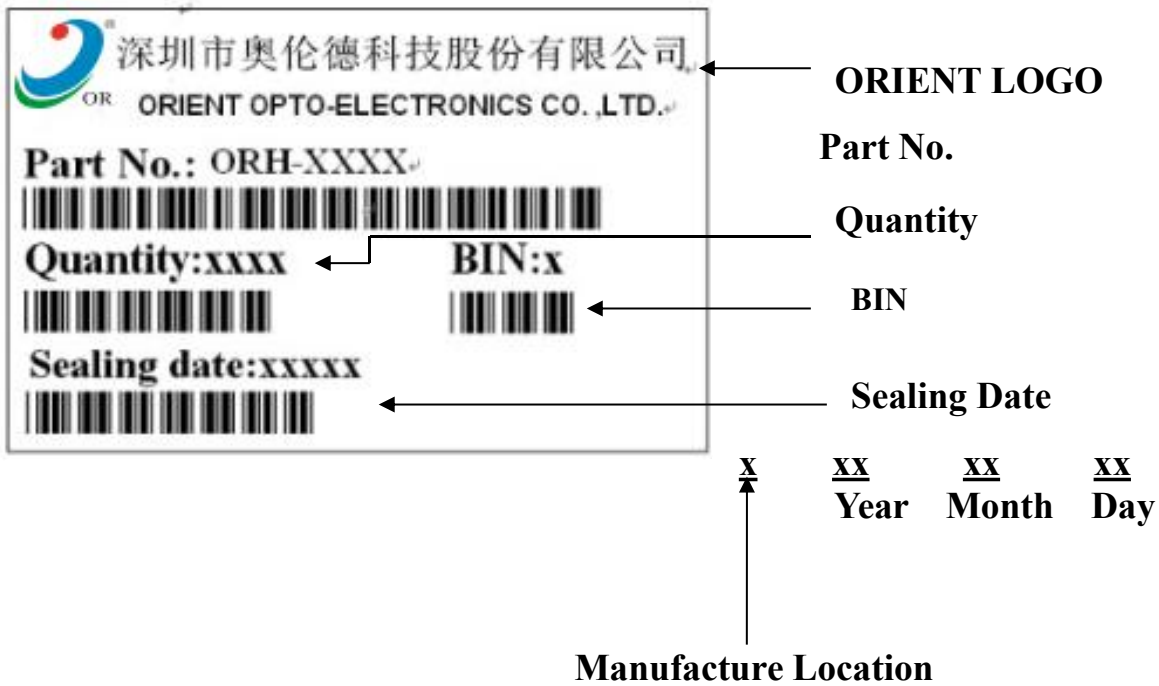 深圳市奥伦德科技股份有限公司
OR
ORIENT OPTO-ELECTRONICS CO.,LTD.
Part No.: ORH-XXXX
Quantity:xxxx BIN:x
Sealing date:xxxxx
ORIENT LOGO
Part No.
Quantity
BIN
Sealing Date
x xx xx xx
Year Month Day
Manufacture Location